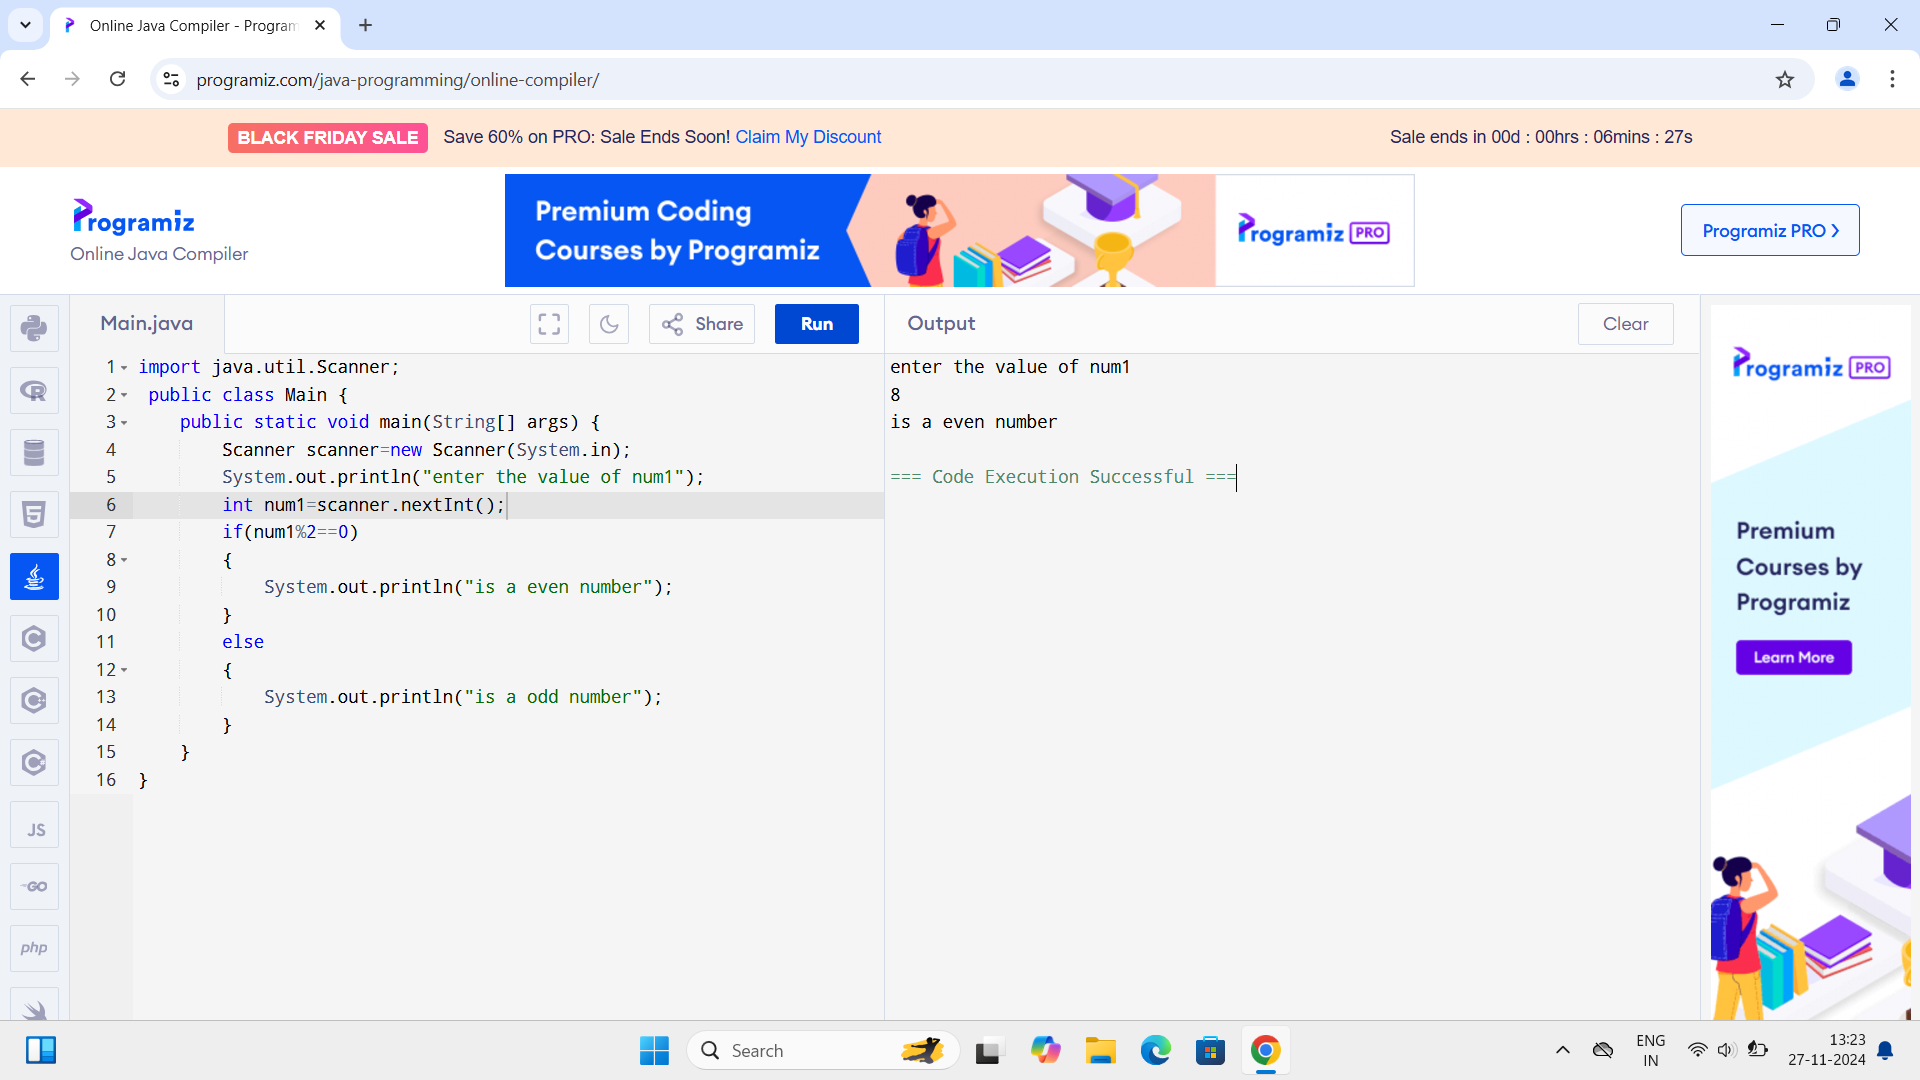 Online Java Compiler - Program
programiz.com/java-programming/online-compiler/
BLACK FRIDAY SALE Save 60% on PRO: Sale Ends Soon! Claim My Discount Sale ends in 00d : 00hrs : 06mins : 27s
Programiz
Online Java Compiler
Premium Coding
Courses by Programiz
Programiz PRO
Programiz PRO
Main.java
Share
Run
Output
Clear
1 import java.util.Scanner;
2 public class Main {
3 public static void main(String[] args) {
4 Scanner scanner=new Scanner(System.in);
5 System.out.println("enter the value of num1");
6 int num1=scanner.nextInt();
7 if(num1%2==0)
8 {
9 System.out.println("is a even number");
10 }
11 else
12 {
13 System.out.println("is a odd number");
14 }
15 }
16 }
enter the value of num1
8
is a even number
=== Code Execution Successful ===
Programiz PRO
Premium
Courses by
Programiz
Learn More
JS
GO
php
Search
ENG
IN
13:23
27-11-2024